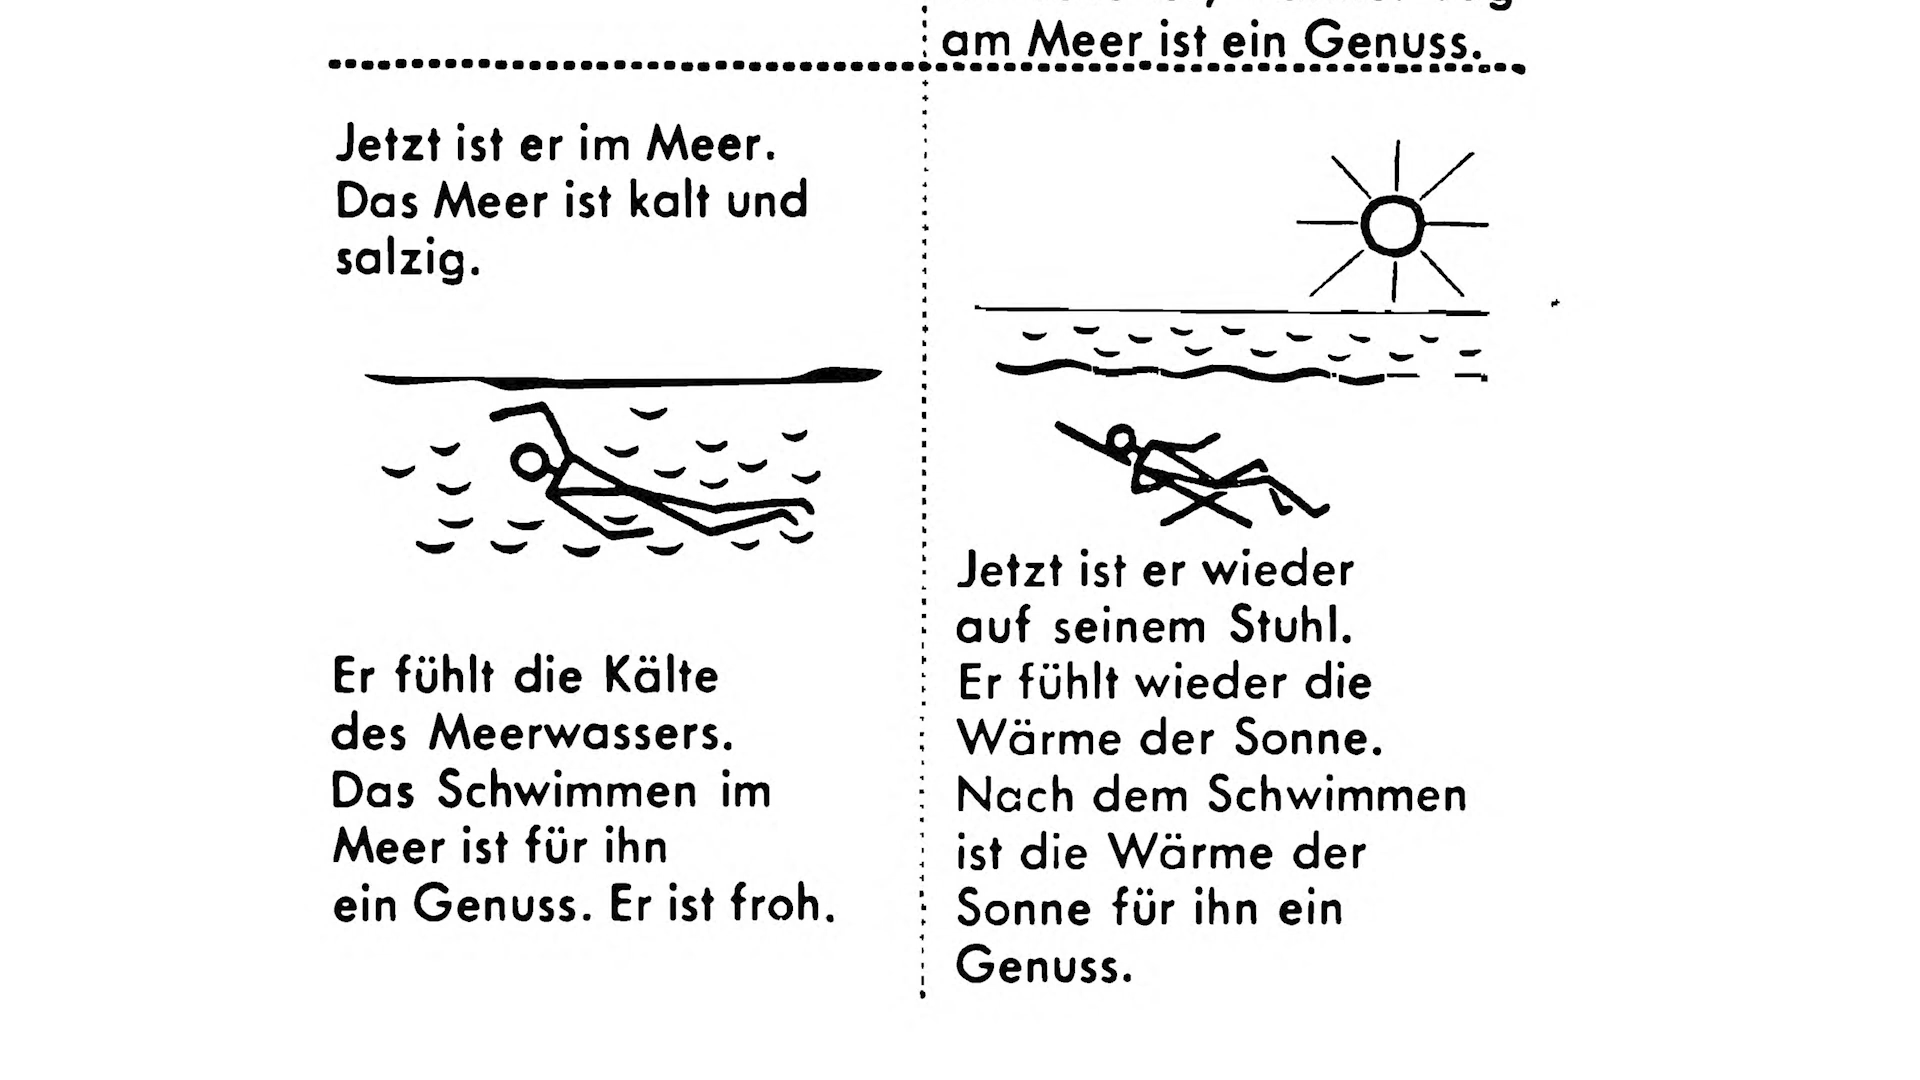 am Meer ist ein Genuss.
Jetzt ist er im Meer.
Das Meer ist kalt und
salzig.
Er fühlt die Kälte
des Meerwassers.
Das Schwimmen im
Meer ist für ihn
ein Genuss. Er ist froh.
Jetzt ist er wieder
auf seinem Stuhl.
Er fühlt wieder die
Wärme der Sonne.
Nach dem Schwimmen
ist die Wärme der
Sonne für ihn ein
Genuss.